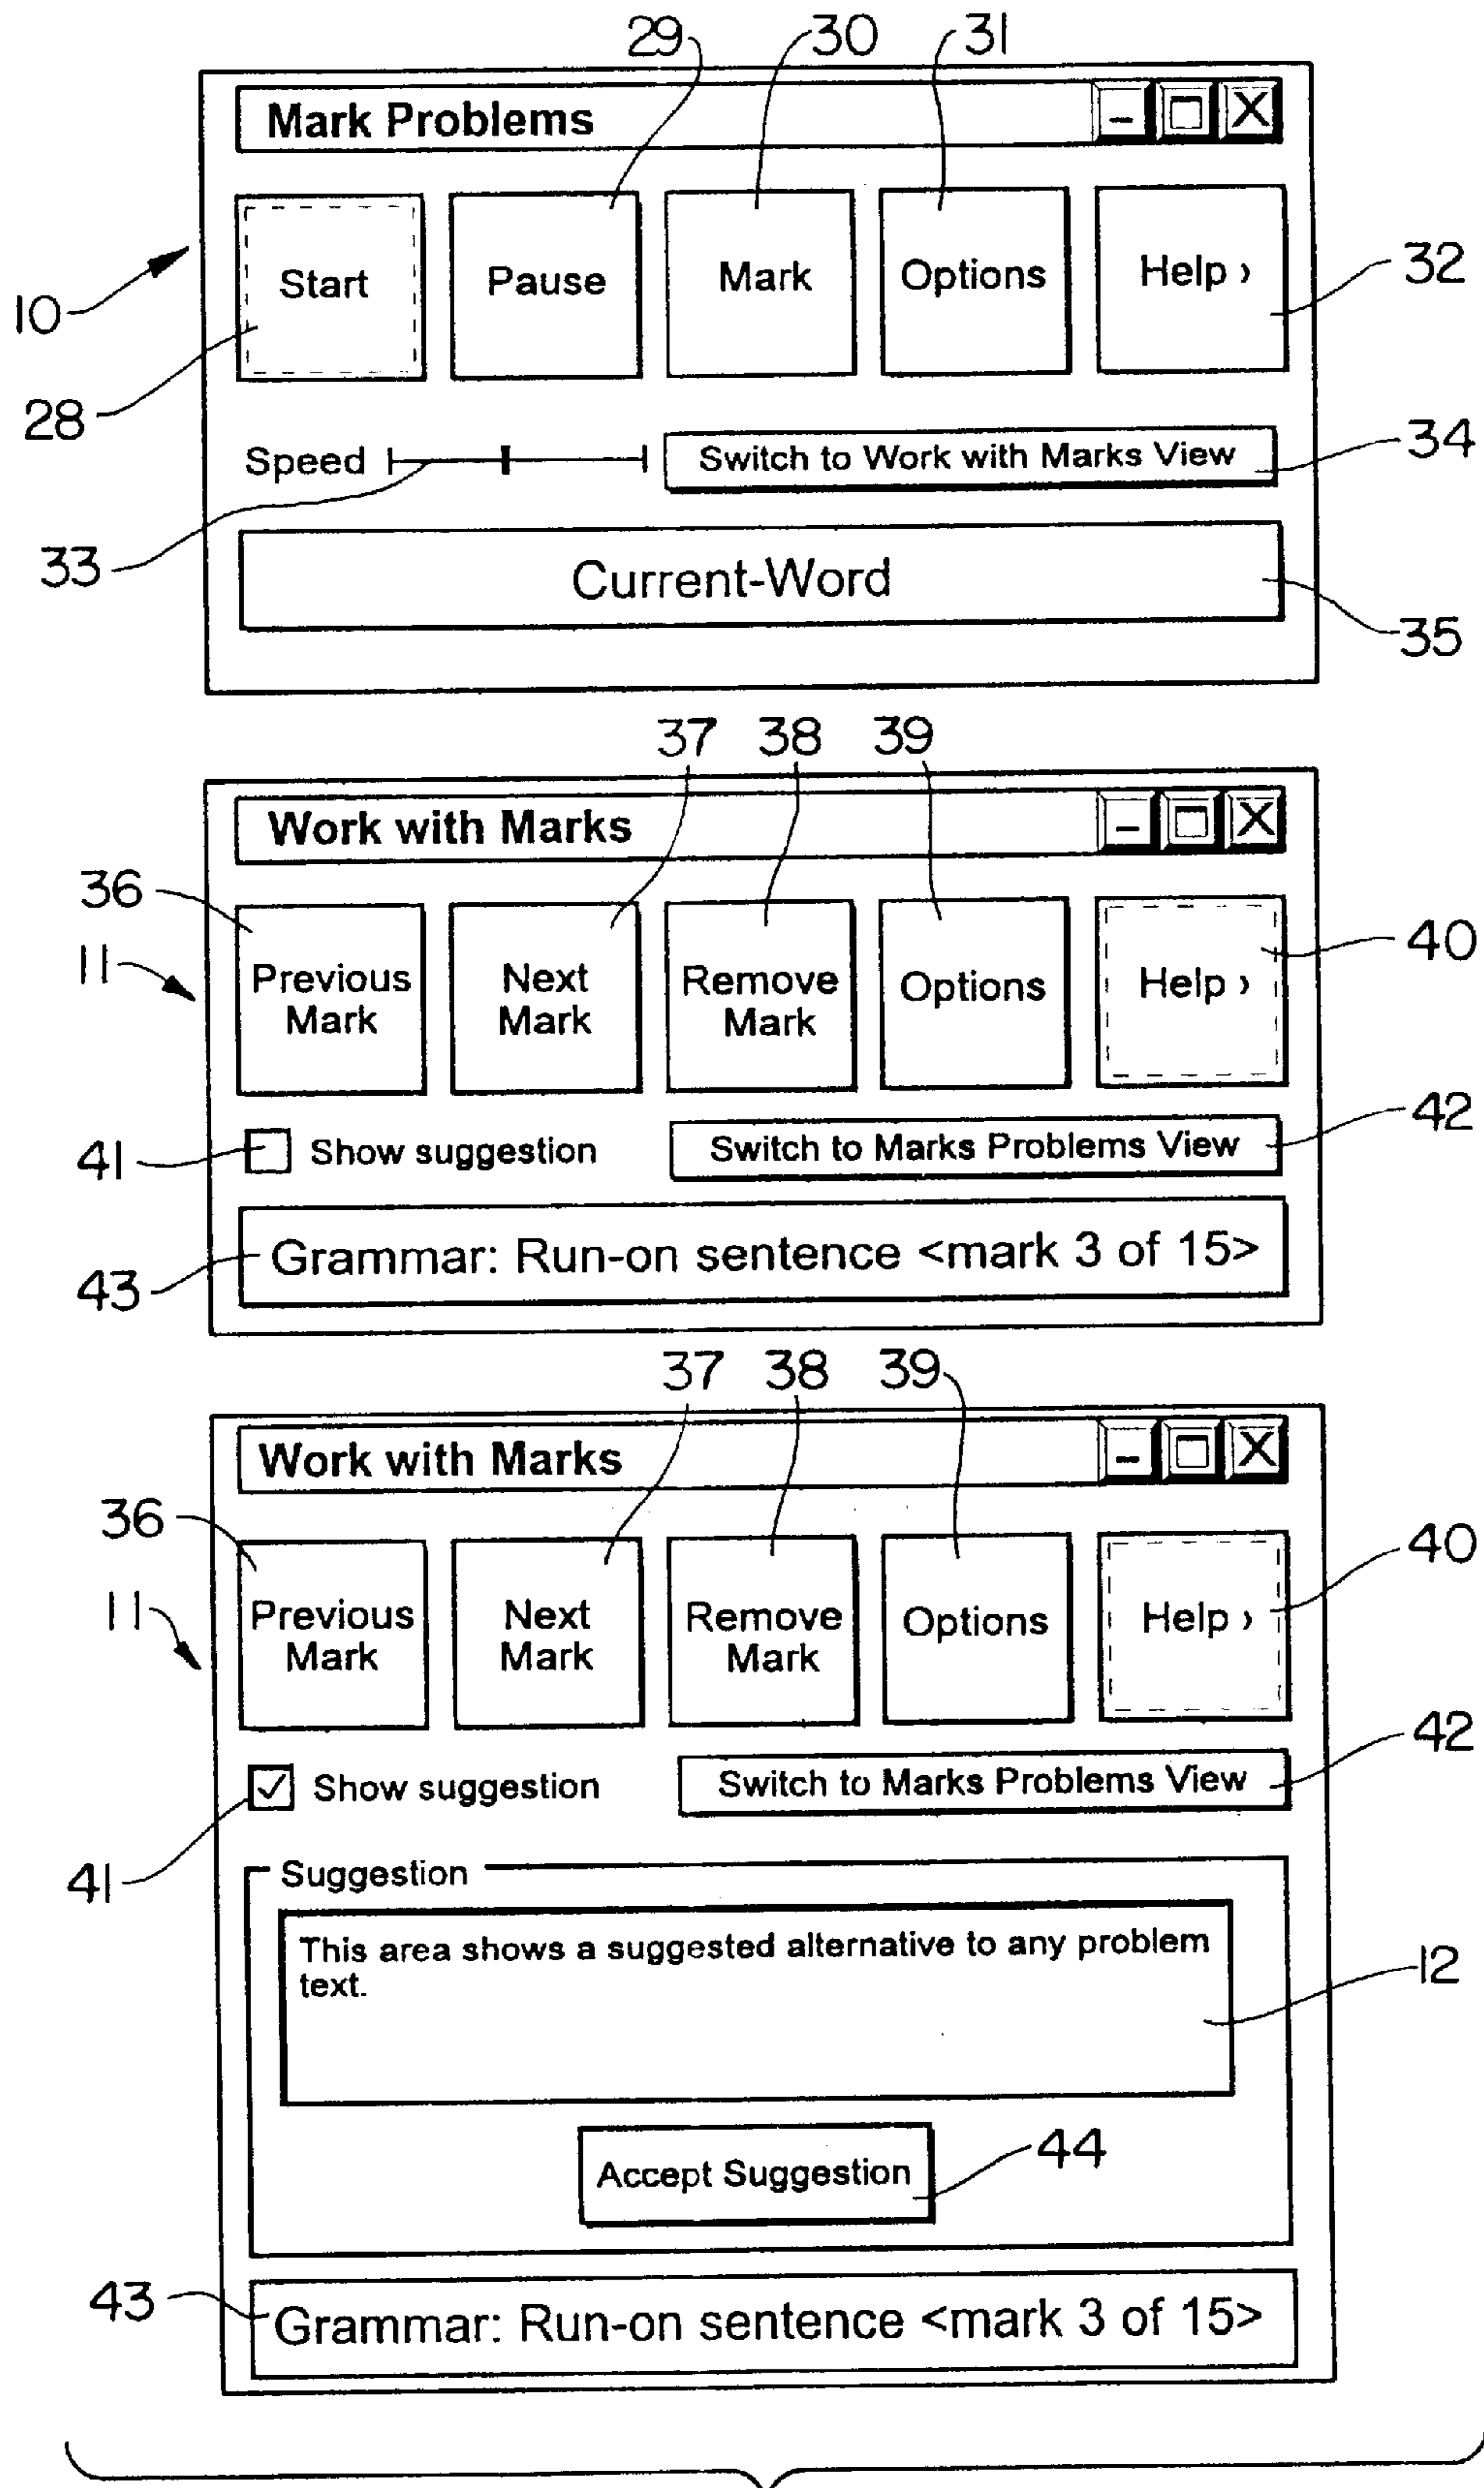 29 30 31
Mark Problems
10
Start Pause Mark Options Help ›
32
28
Speed Switch to Work with Marks View
34
33
Current-Word
35
37 38 39
Work with Marks
36
11
Previous Mark
Next Mark
Remove Mark
Options
Help ›
40
41
Show suggestion
Switch to Marks Problems View
42
43
Grammar: Run-on sentence <mark 3 of 15>
37 38 39
Work with Marks
36
11
Previous Mark
Next Mark
Remove Mark
Options
Help ›
40
41
Show suggestion
Switch to Marks Problems View
42
Suggestion
This area shows a suggested alternative to any problem
text.
12
Accept Suggestion
44
43
Grammar: Run-on sentence <mark 3 of 15>